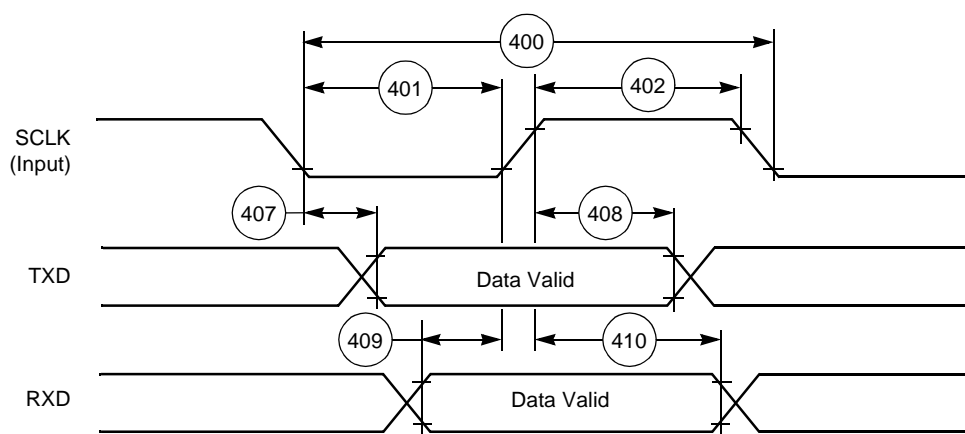 400
401
402
SCLK
(Input)
407
408
TXD
Data Valid
409
410
RXD
Data Valid